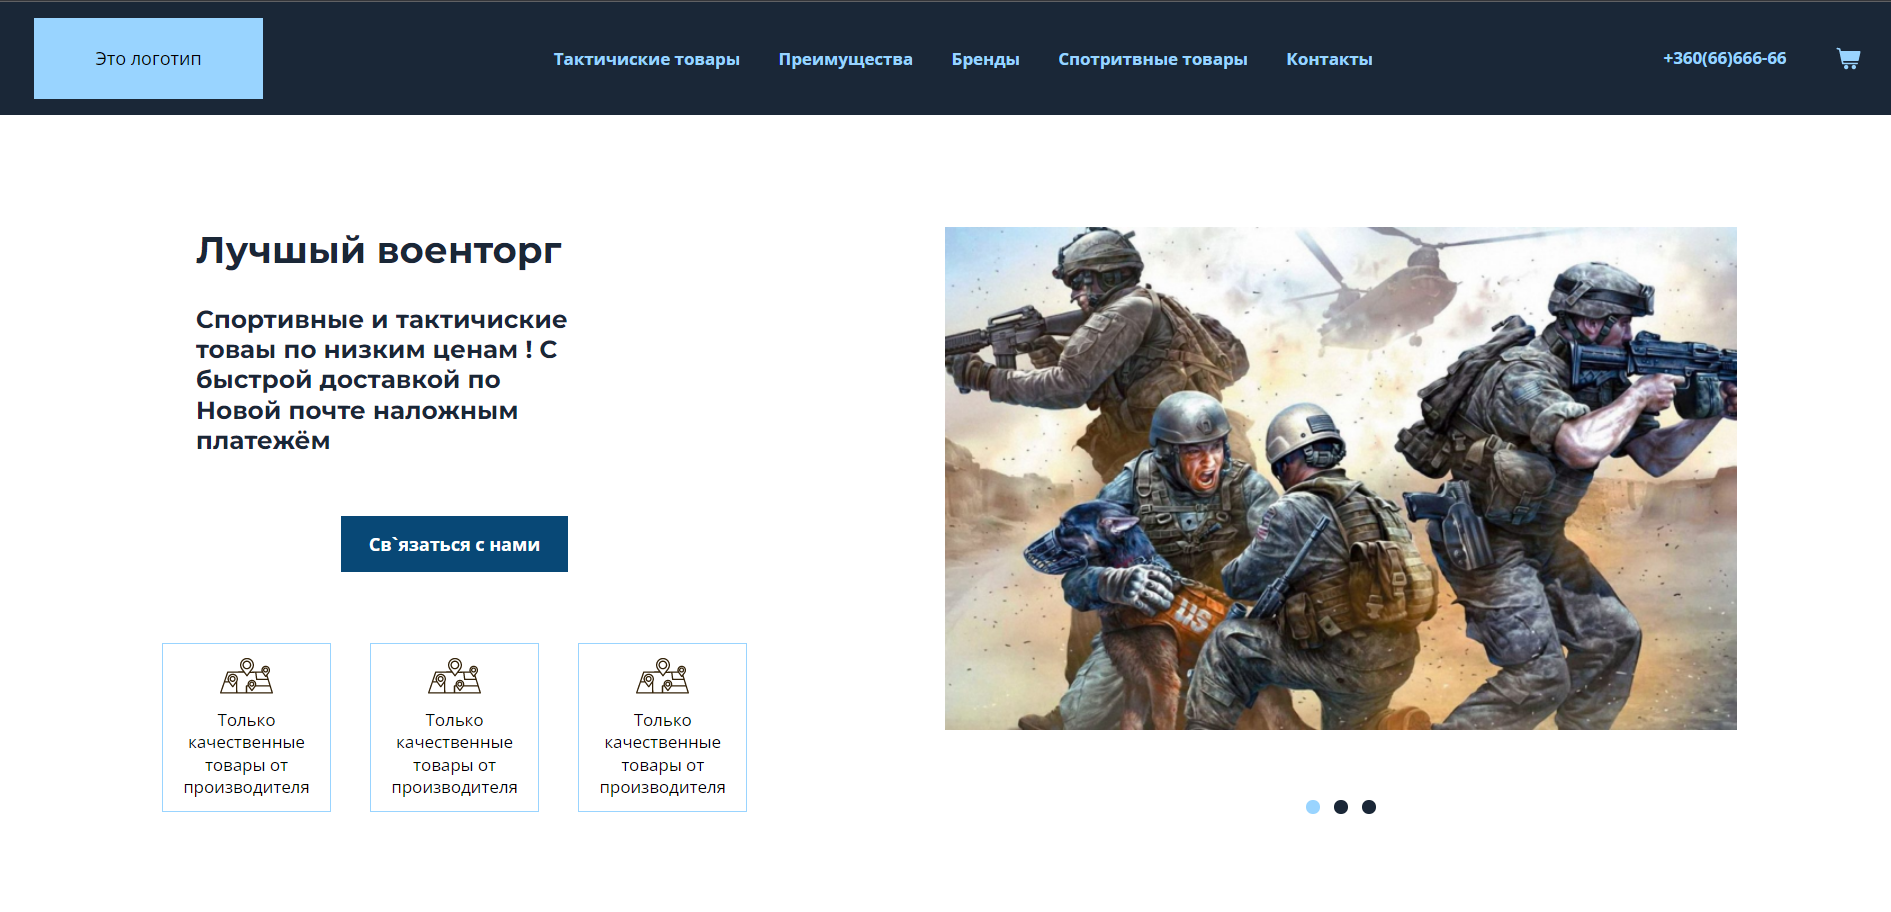 Это логотип
Тактичиские товары
Преимущества
Бренды
Спотритвные товары
Контакты
+360(66)666-66
Лучшый военторг
Спортивные и тактичиские
товаы по низким ценам ! С
быстрой доставкой по
Новой почте наложным
платежём
Св`язаться с нами
Только
качественные
товары от
производителя
Только
качественные
товары от
производителя
Только
качественные
товары от
производителя
US